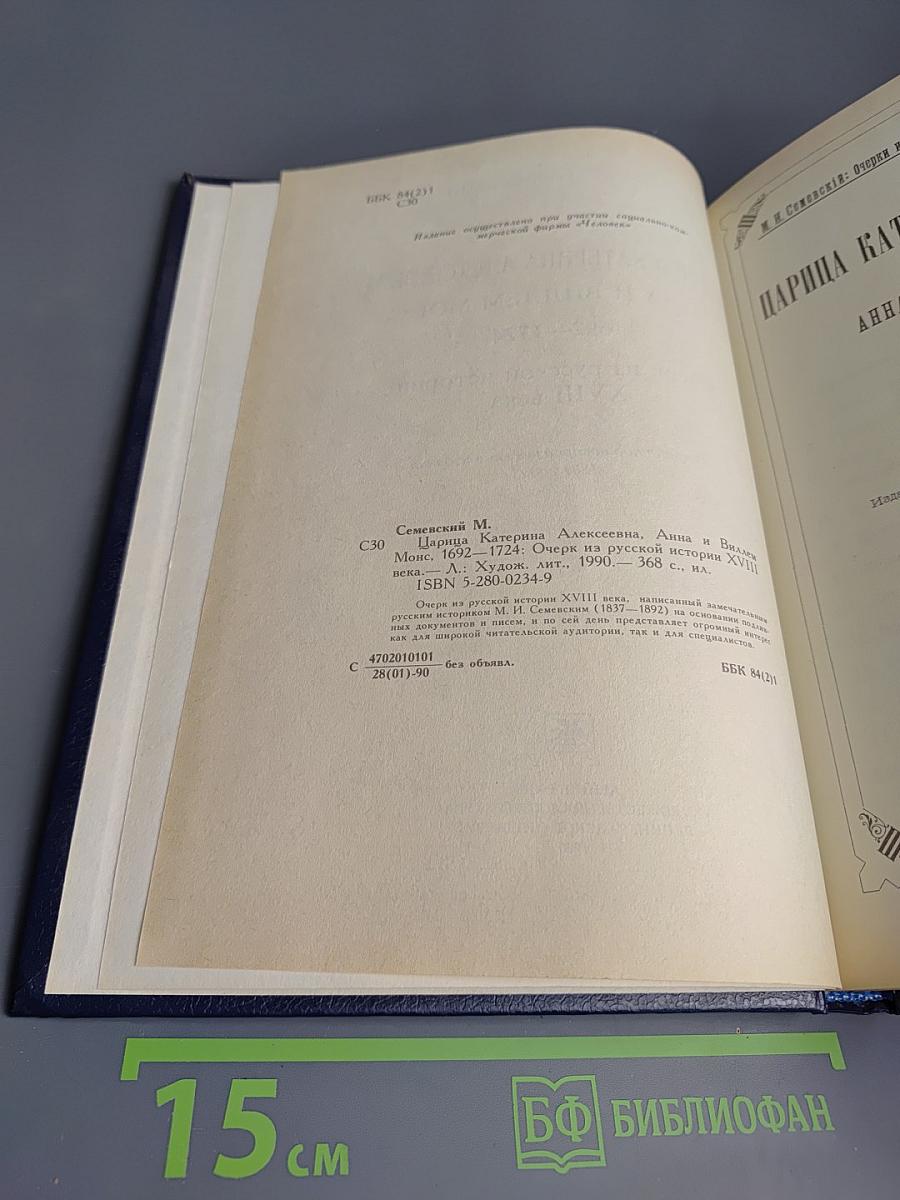 ББК 84(2)1
С30
Издание осуществлено при участии социально-ком-
мерческой фирмы «Человек»
Семевский М.
С30 Царица Катерина Алексеевна, Анна и Виллем
Монс, 1692—1724: Очерк из русской истории XVIII
века.— Л.: Худож. лит., 1990.— 368 с., ил.
ISBN 5-280-0234-9
Очерк из русской истории XVIII века, написанный замечательным
русским историком М. И. Семевским (1837—1892) на основании подлин-
ных документов и писем, и по сей день представляет огромный интерес
как для широкой читательской аудитории, так и для специалистов.
С 4702010101
28(01)-90 без объявл.
ББК 84(2)1
М. И. Семевскій: Очерки и
ЦАРИЦА КАТ
АННА
Изда
15 см
БФ БИБЛИОФАН